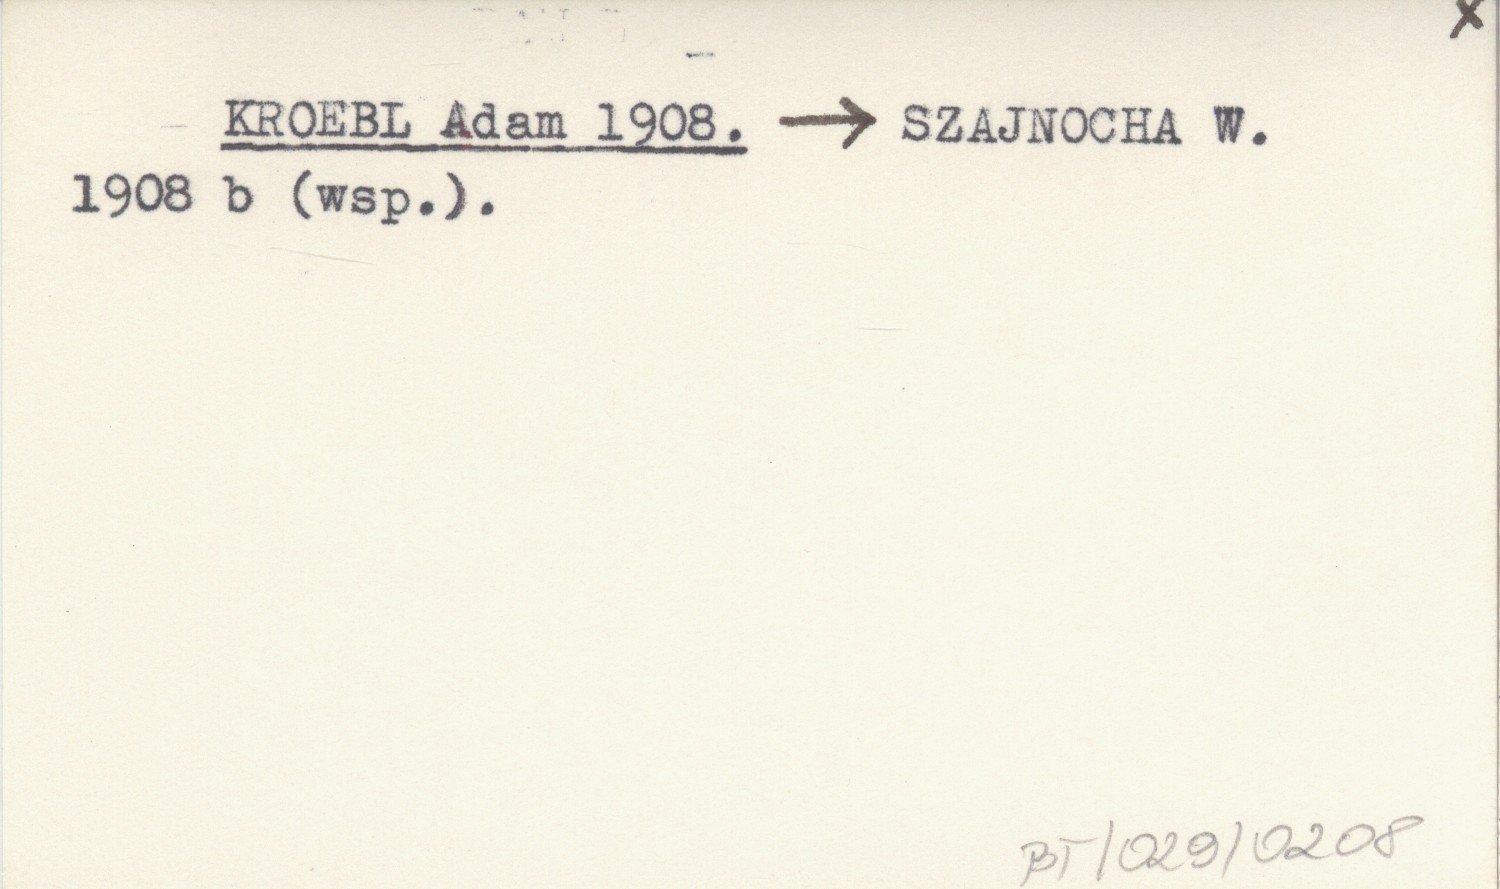 x
KROEBL Adam 1908. → SZAJNOCHA W.
1908 b (wsp.).
BT/029/0208